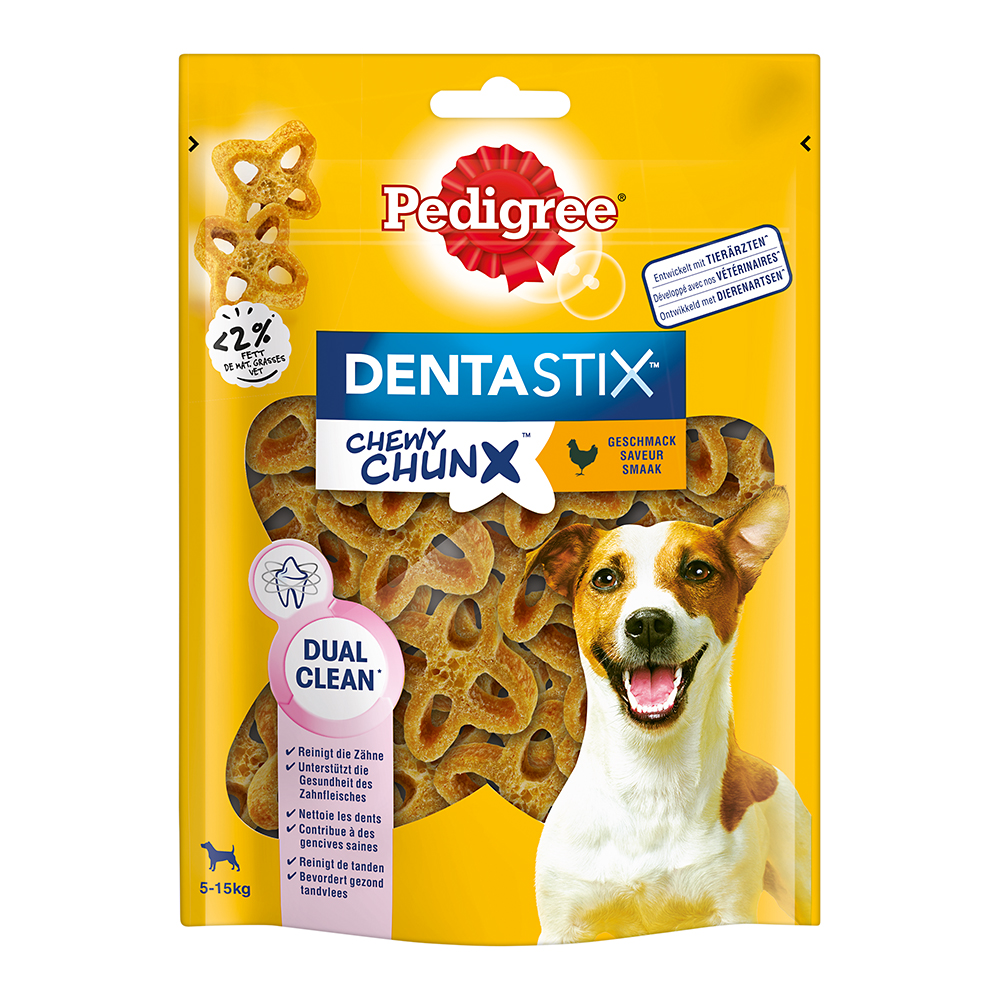 Pedigree®
Entwickelt mit TIERÄRZTEN^
Développé avec nos VÉTÉRINAIRES^
Ontwikkeld met DIERENARTSEN^
<2%
FETT
DE MAT. GRASSES
VET
DENTASTIX™
CHEWY
CHUNX™
GESCHMACK
SAVEUR
SMAAK
DUAL
CLEAN*
✓ Reinigt die Zähne
✓ Unterstützt die
Gesundheit des
Zahnfleisches
✓ Nettoie les dents
✓ Contribue à des
gencives saines
✓ Reinigt de tanden
✓ Bevordert gezond
tandvlees
5-15kg